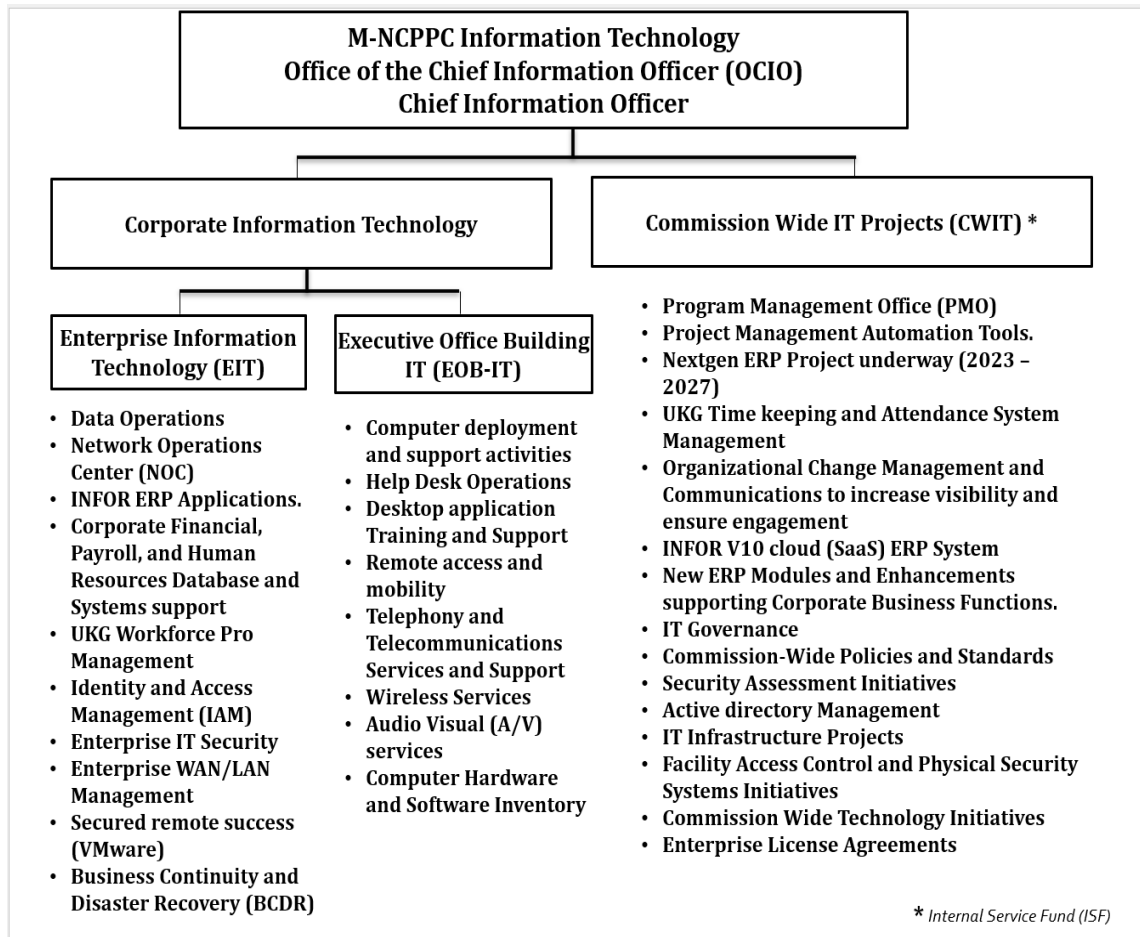 M-NCPPC Information Technology
Office of the Chief Information Officer (OCIO)
Chief Information Officer
Corporate Information Technology
Commission Wide IT Projects (CWIT) *
Enterprise Information
Technology (EIT)
• Data Operations
• Network Operations
Center (NOC)
• INFOR ERP Applications.
• Corporate Financial,
Payroll, and Human
Resources Database and
Systems support
• UKG Workforce Pro
Management
• Identity and Access
Management (IAM)
• Enterprise IT Security
• Enterprise WAN/LAN
Management
• Secured remote success
(VMware)
• Business Continuity and
Disaster Recovery (BCDR)
Executive Office Building
IT (EOB-IT)
• Computer deployment
and support activities
• Help Desk Operations
• Desktop application
Training and Support
• Remote access and
mobility
• Telephony and
Telecommunications
Services and Support
• Wireless Services
• Audio Visual (A/V)
services
• Computer Hardware
and Software Inventory
• Program Management Office (PMO)
• Project Management Automation Tools.
• Nextgen ERP Project underway (2023 –
2027)
• UKG Time keeping and Attendance System
Management
• Organizational Change Management and
Communications to increase visibility and
ensure engagement
• INFOR V10 cloud (SaaS) ERP System
• New ERP Modules and Enhancements
supporting Corporate Business Functions.
• IT Governance
• Commission-Wide Policies and Standards
• Security Assessment Initiatives
• Active directory Management
• IT Infrastructure Projects
• Facility Access Control and Physical Security
Systems Initiatives
• Commission Wide Technology Initiatives
• Enterprise License Agreements
* Internal Service Fund (ISF)